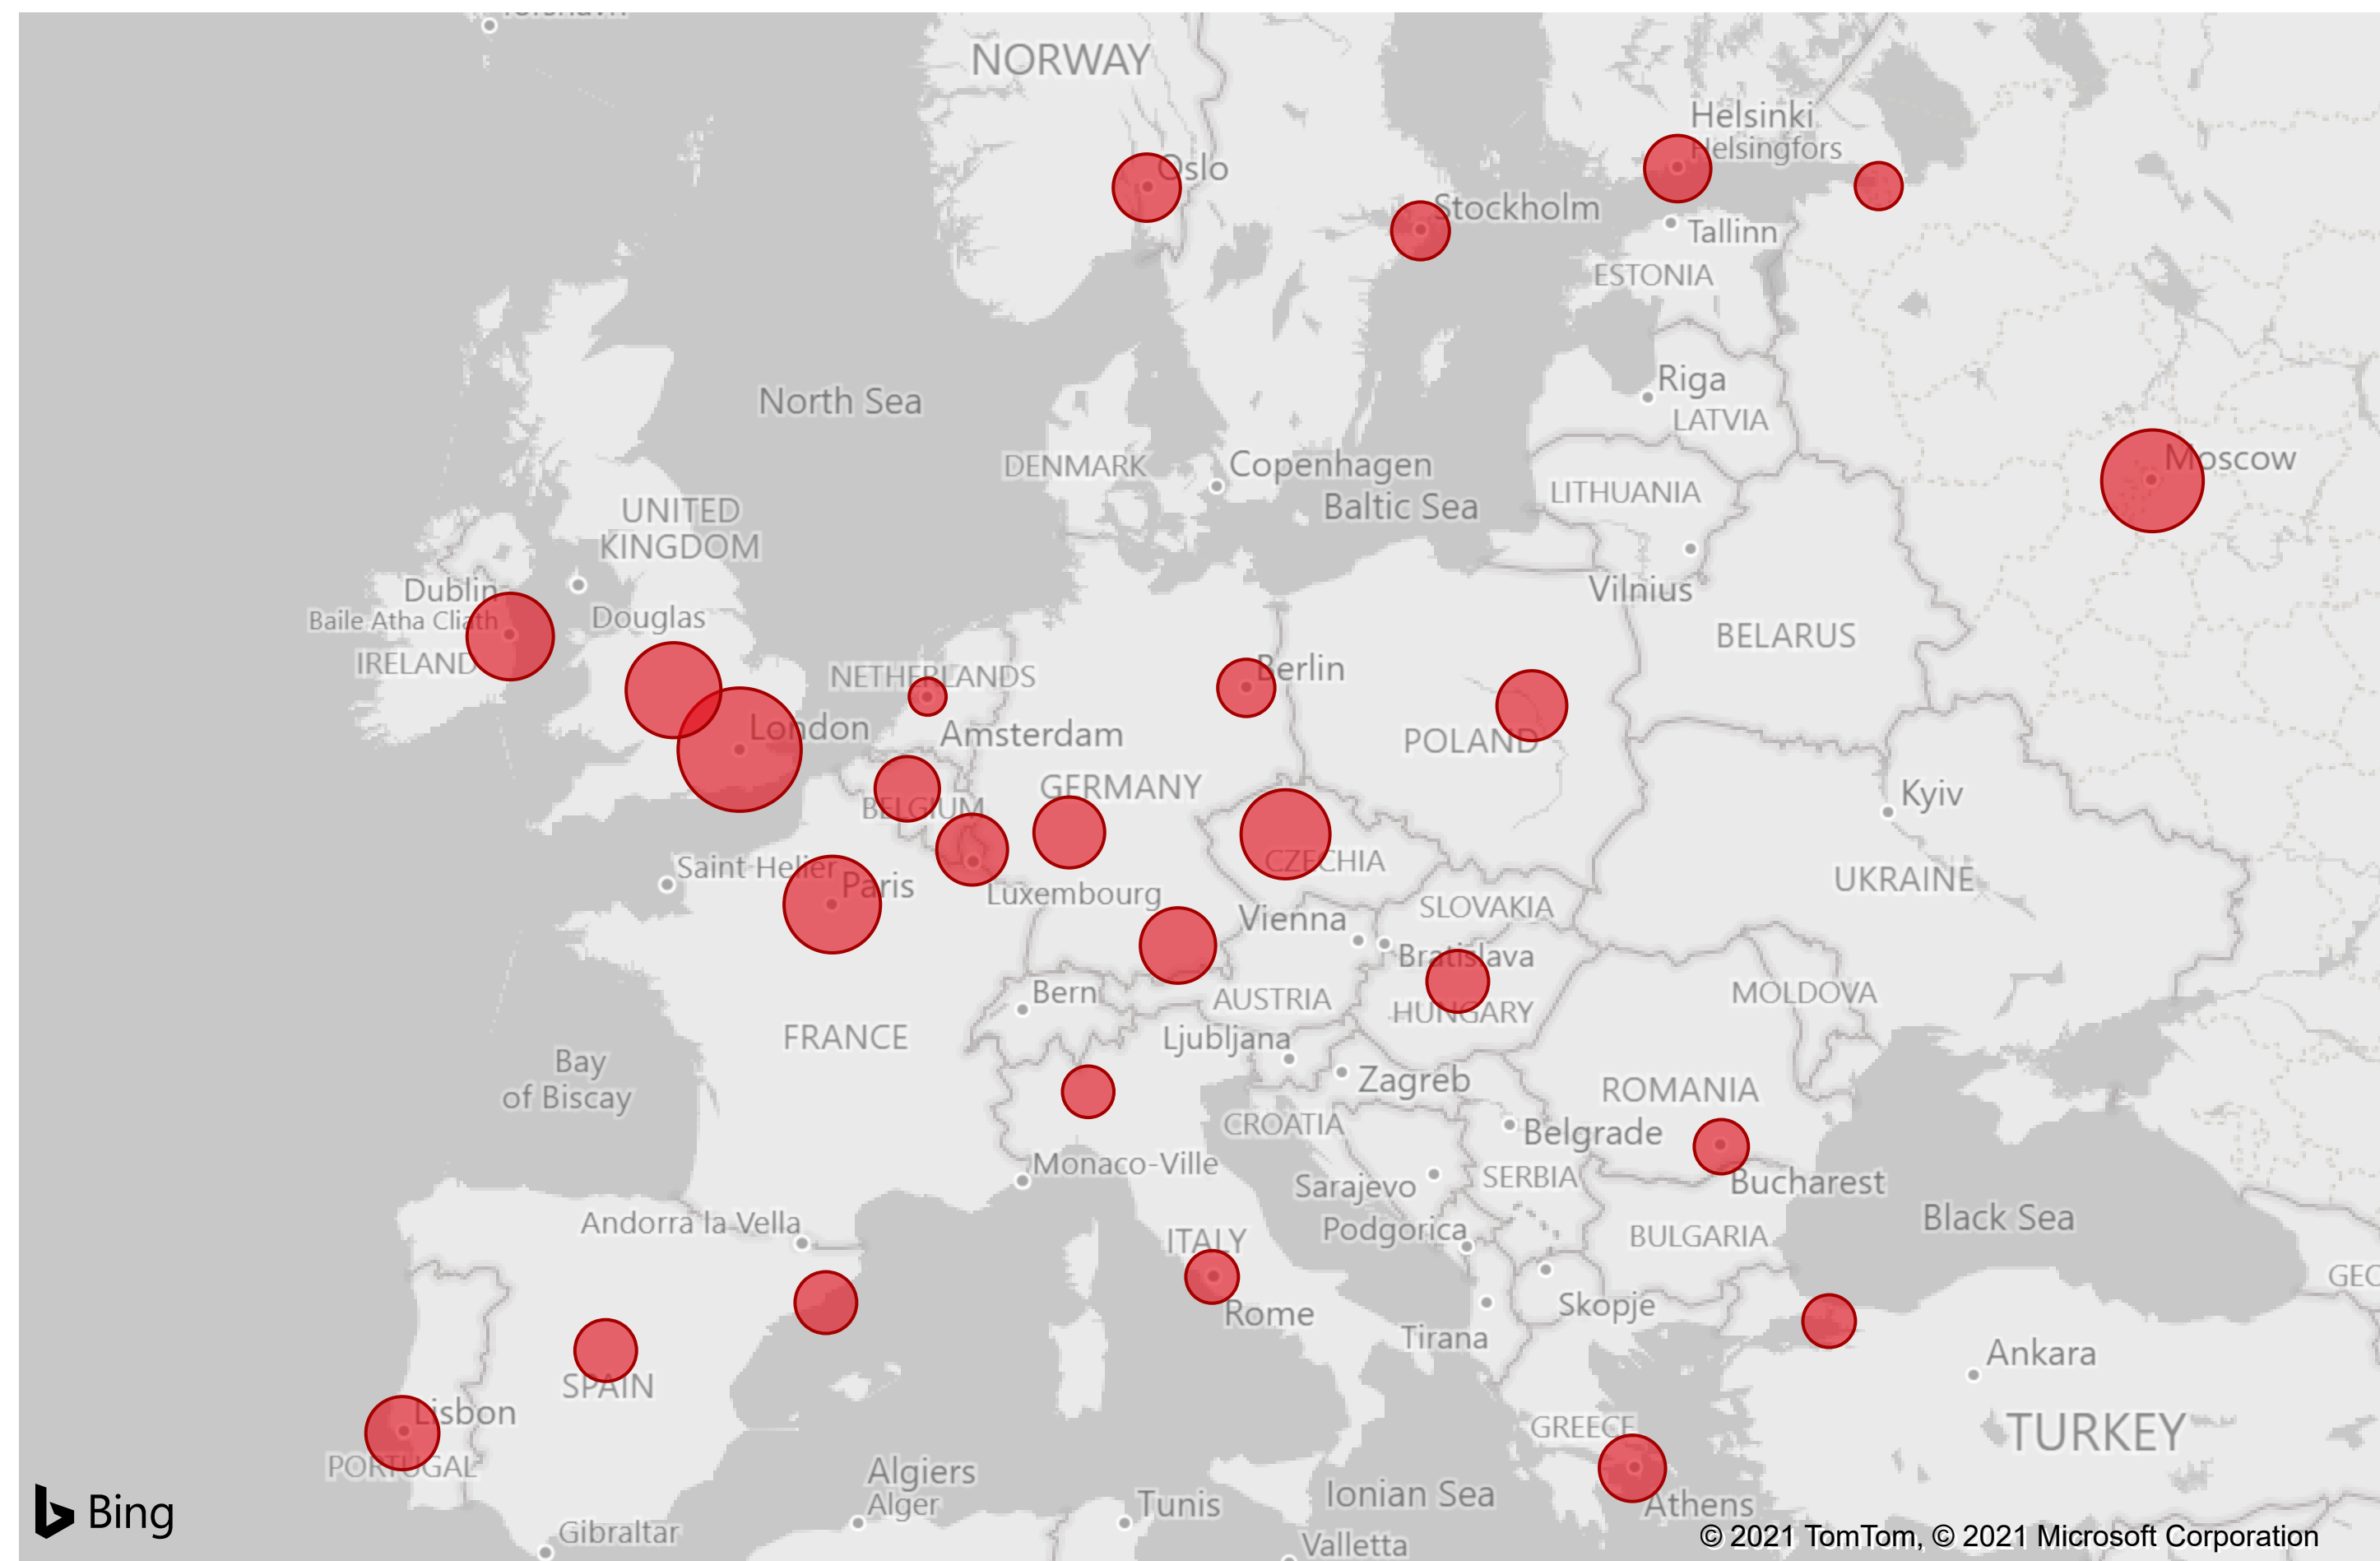 NORWAY
Helsinki
Helsingfors
Oslo
Stockholm
Tallinn
ESTONIA
Riga
LATVIA
North Sea
DENMARK
Copenhagen
Baltic Sea
LITHUANIA
Moscow
UNITED
KINGDOM
Vilnius
Dublin
Baile Atha Cliath
IRELAND
Douglas
BELARUS
NETHERLANDS
Berlin
London
Amsterdam
POLAND
GERMANY
BELGIUM
Kyiv
Saint Helier
Paris
Luxembourg
CZECHIA
UKRAINE
Vienna
SLOVAKIA
Bratislava
Bern
AUSTRIA
HUNGARY
MOLDOVA
FRANCE
Ljubljana
Bay
of Biscay
Zagreb
ROMANIA
CROATIA
Belgrade
Monaco-Ville
Sarajevo
SERBIA
Bucharest
Andorra la Vella
Podgorica
ITALY
BULGARIA
Black Sea
GEO
Rome
Skopje
Tirana
Ankara
SPAIN
Lisbon
PORTUGAL
GREECE
TURKEY
Algiers
Alger
Tunis
Ionian Sea
Athens
Bing
Gibraltar
Valletta
© 2021 TomTom, © 2021 Microsoft Corporation